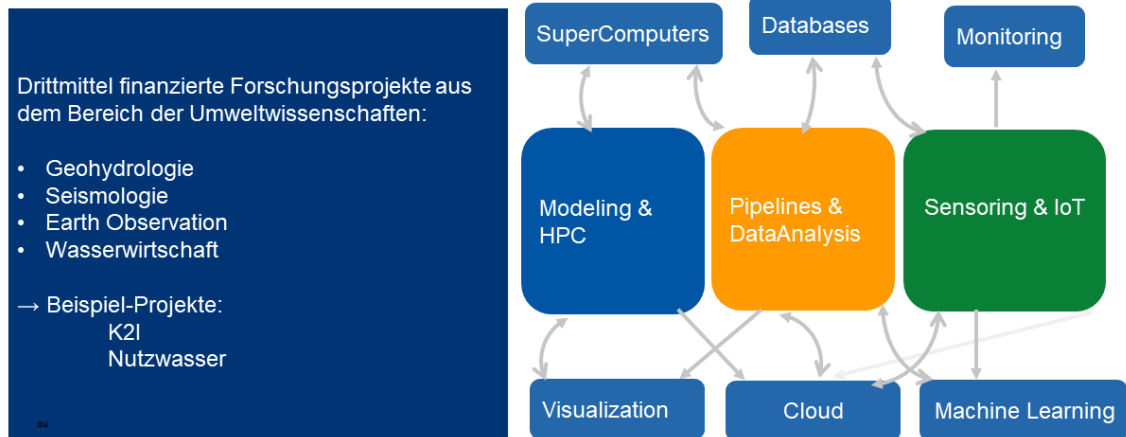 Drittmittel finanzierte Forschungsprojekte aus
dem Bereich der Umweltwissenschaften:
• Geohydrologie
• Seismologie
• Earth Observation
• Wasserwirtschaft
→ Beispiel-Projekte:
K2I
Nutzwasser
au
SuperComputers
Databases
Monitoring
Modeling &
HPC
Pipelines &
DataAnalysis
Sensoring & IoT
Visualization
Cloud
Machine Learning